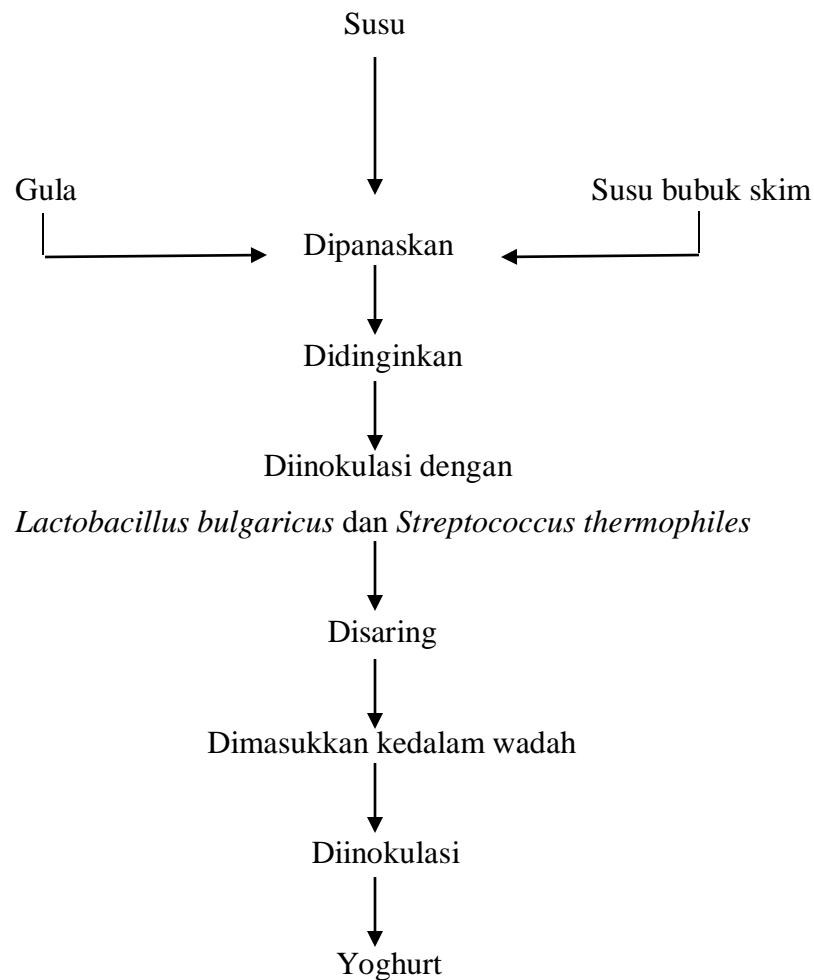 Susu
Gula
Susu bubuk skim
Dipanaskan
Didinginkan
Diinokulasi dengan
Lactobacillus bulgaricus dan Streptococcus thermophiles
Disaring
Dimasukkan kedalam wadah
Diinokulasi
Yoghurt